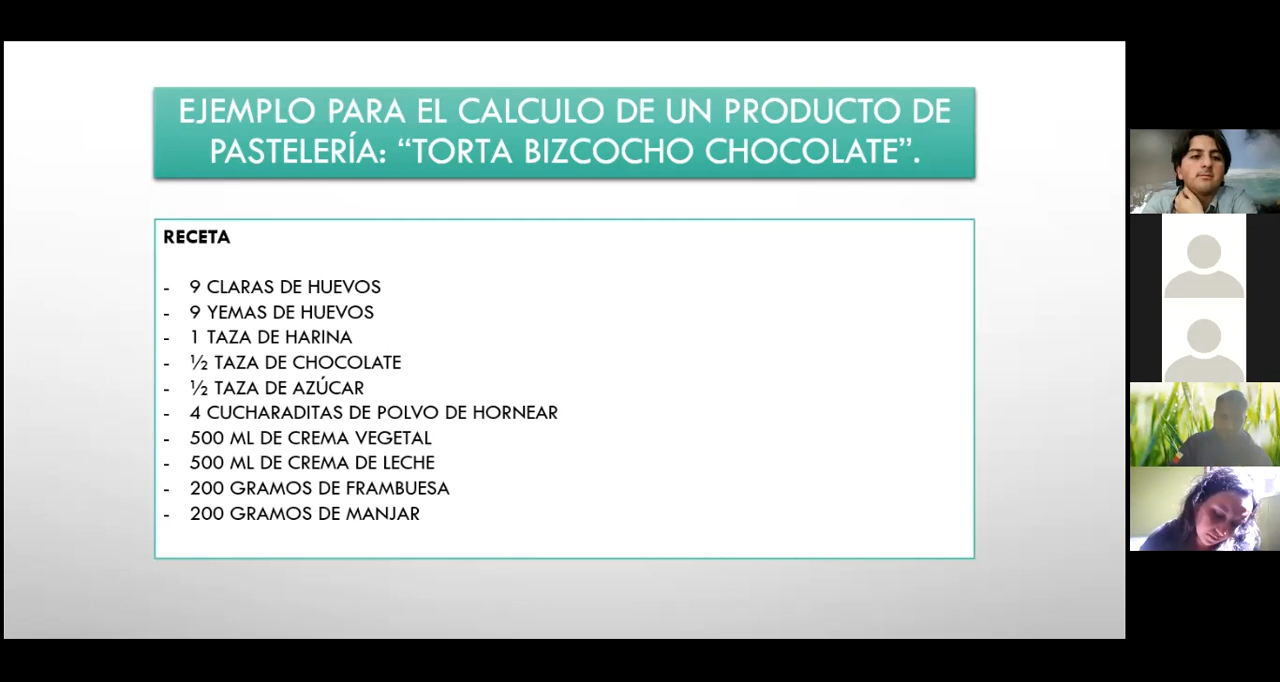 EJEMPLO PARA EL CALCULO DE UN PRODUCTO DE
PASTELERÍA: “TORTA BIZCOCHO CHOCOLATE”.
RECETA
- 9 CLARAS DE HUEVOS
- 9 YEMAS DE HUEVOS
- 1 TAZA DE HARINA
- ½ TAZA DE CHOCOLATE
- ½ TAZA DE AZÚCAR
- 4 CUCHARADITAS DE POLVO DE HORNEAR
- 500 ML DE CREMA VEGETAL
- 500 ML DE CREMA DE LECHE
- 200 GRAMOS DE FRAMBUESA
- 200 GRAMOS DE MANJAR